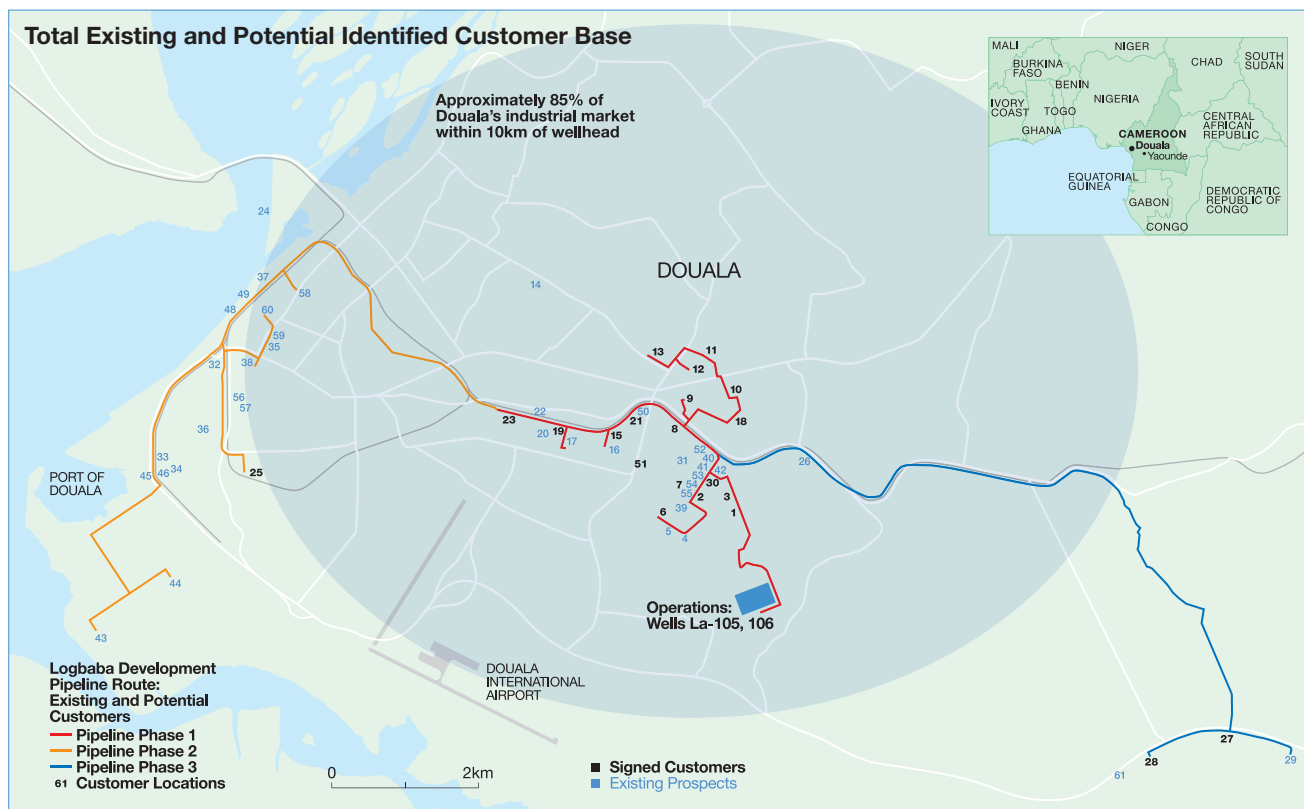 Total Existing and Potential Identified Customer Base
Approximately 85% of
Douala's industrial market
within 10km of wellhead
MALI
NIGER
BURKINA
FASO
CHAD
SOUTH
SUDAN
BENIN
NIGERIA
IVORY
COAST
TOGO
GHANA
CENTRAL
AFRICAN
REPUBLIC
CAMEROON
Douala
Yaounde
EQUATORIAL
GUINEA
GABON
CONGO
DEMOCRATIC
REPUBLIC OF
CONGO
DOUALA
24
37
49
48
58
60
59
35
38
32
56
57
36
25
33
45
46
34
PORT OF
DOUALA
44
43
14
13
11
12
10
9
18
8
50
21
22
23
19
20
17
15
16
51
52
31
40
41
42
53
30
7
54
55
2
3
39
1
6
5
4
26
27
28
29
61
Operations:
Wells La-105, 106
DOUALA
INTERNATIONAL
AIRPORT
Logbaba Development
Pipeline Route:
Existing and Potential
Customers
Pipeline Phase 1
Pipeline Phase 2
Pipeline Phase 3
61 Customer Locations
0 2km
Signed Customers
Existing Prospects